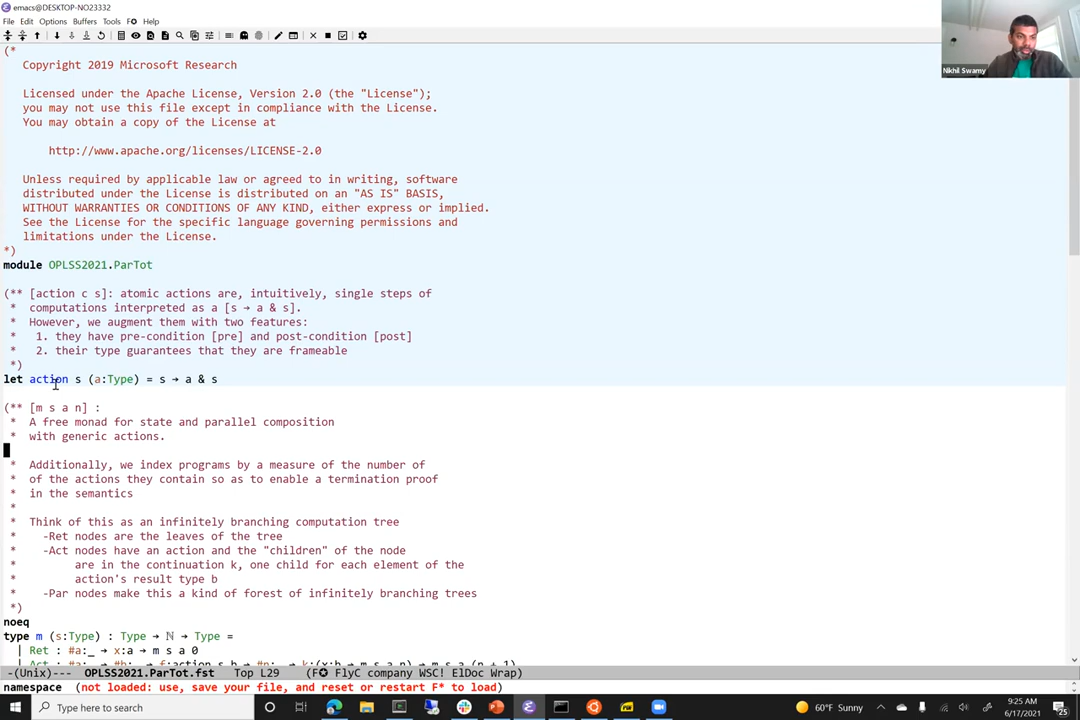 emacs@DESKTOP-NO23332
File Edit Options Buffers Tools F✪ Help
Nikhil Swamy
(*
Copyright 2019 Microsoft Research
Licensed under the Apache License, Version 2.0 (the "License");
you may not use this file except in compliance with the License.
You may obtain a copy of the License at
http://www.apache.org/licenses/LICENSE-2.0
Unless required by applicable law or agreed to in writing, software
distributed under the License is distributed on an "AS IS" BASIS,
WITHOUT WARRANTIES OR CONDITIONS OF ANY KIND, either express or implied.
See the License for the specific language governing permissions and
limitations under the License.
*)
module OPLSS2021.ParTot
(** [action c s]: atomic actions are, intuitively, single steps of
* computations interpreted as a [s → a & s].
* However, we augment them with two features:
* 1. they have pre-condition [pre] and post-condition [post]
* 2. their type guarantees that they are frameable
*)
let action s (a:Type) = s → a & s
(** [m s a n] :
* A free monad for state and parallel composition
* with generic actions.
* Additionally, we index programs by a measure of the number of
* of the actions they contain so as to enable a termination proof
* in the semantics
*
* Think of this as an infinitely branching computation tree
* -Ret nodes are the leaves of the tree
* -Act nodes have an action and the "children" of the node
* are in the continuation k, one child for each element of the
* action's result type b
* -Par nodes make this a kind of forest of infinitely branching trees
*)
noeq
type m (s:Type) : Type → ℕ → Type =
| Ret : #a:_ → x:a → m s a 0
| Act : #a:_ → #b:_ → f:action s b → #n:_ → k:(x:b → m s a n) → m s a (n + 1)
-(Unix)--- OPLSS2021.ParTot.fst Top L29 (F✪ FlyC company WSC! ElDoc Wrap)
namespace (not loaded: use, save your file, and reset or restart F* to load)
Type here to search
60°F Sunny
9:25 AM
6/17/2021
25